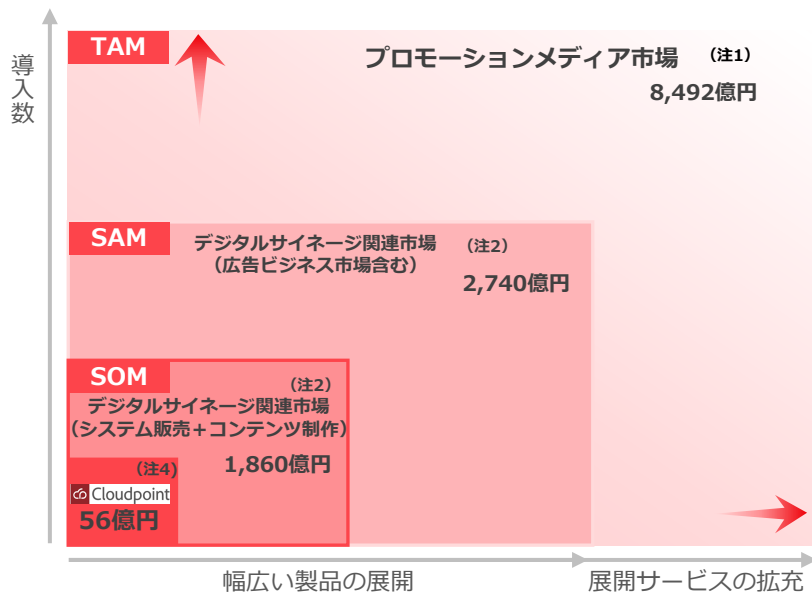 導入数
TAM
プロモーションメディア市場 （注1）
8,492億円
SAM
デジタルサイネージ関連市場 （注2）
（広告ビジネス市場含む）
2,740億円
SOM
（注2）
デジタルサイネージ関連市場
（システム販売＋コンテンツ制作）
1,860億円
（注4）
Cloudpoint
56億円
幅広い製品の展開
展開サービスの拡充